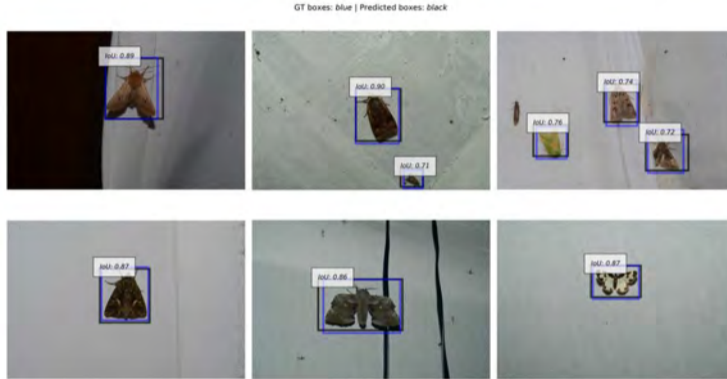 GT boxes: blue | Predicted boxes: black
IoU: 0.89
IoU: 0.90
IoU: 0.71
IoU: 0.74
IoU: 0.76
IoU: 0.72
IoU: 0.87
IoU: 0.86
IoU: 0.87